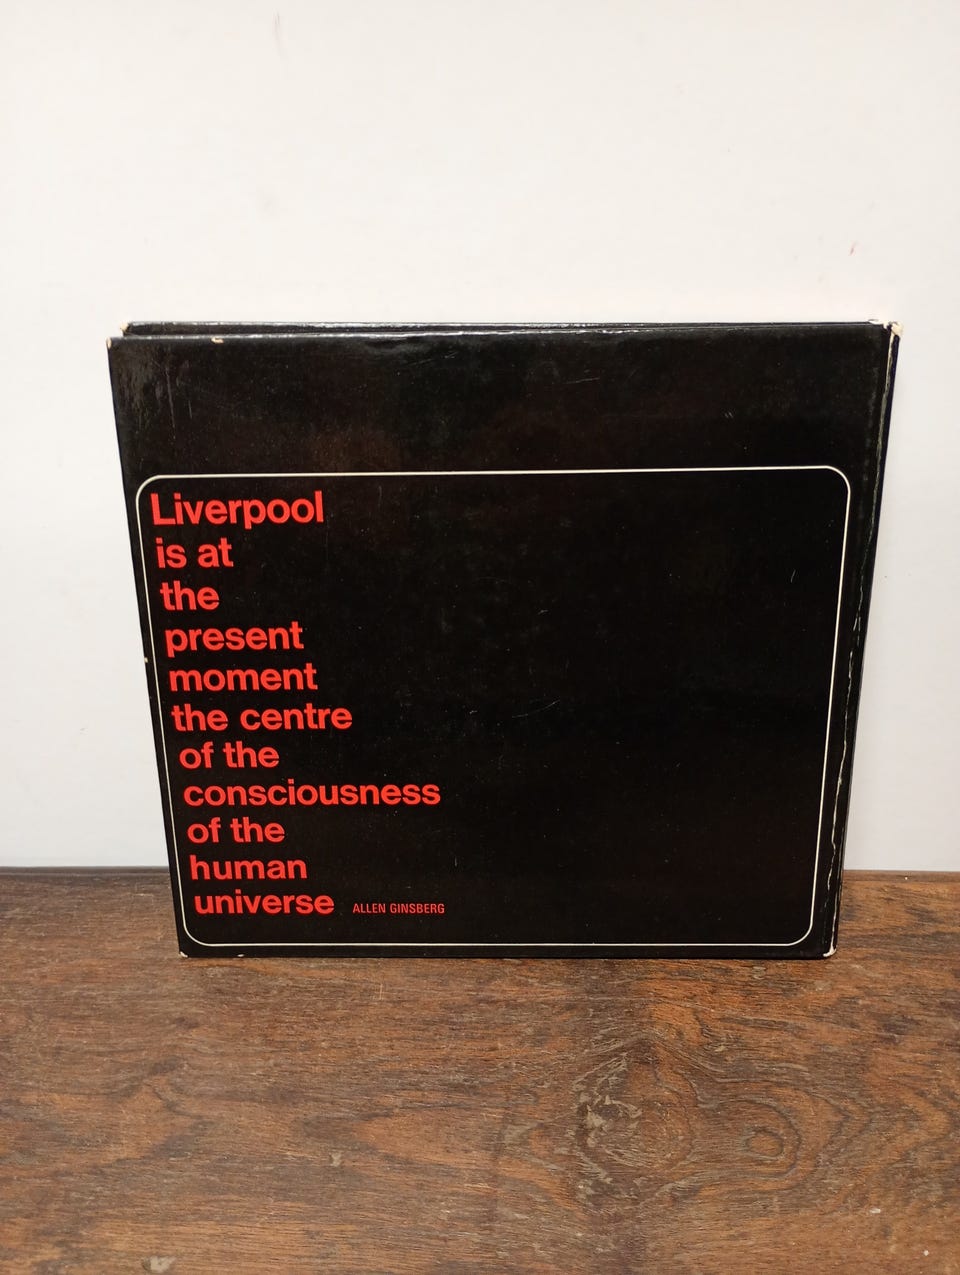 Liverpool
is at
the
present
moment
the centre
of the
consciousness
of the
human
universe ALLEN GINSBERG